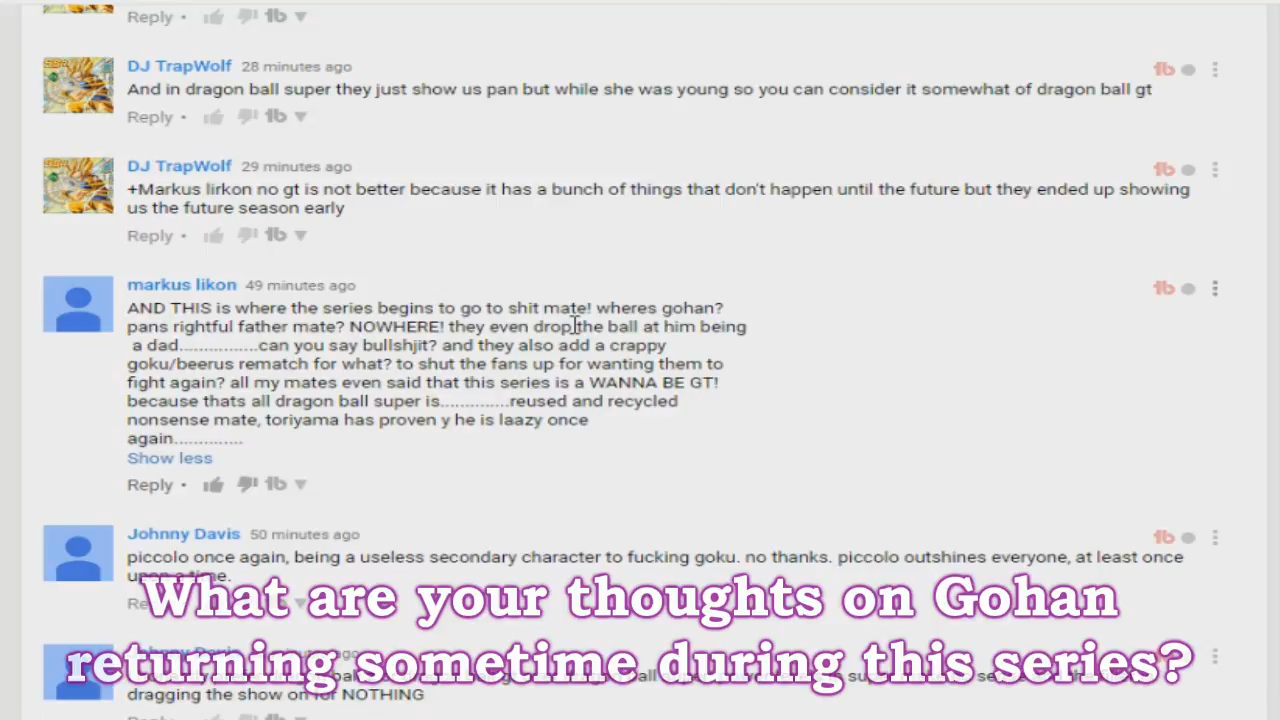 Reply •
DJ TrapWolf 28 minutes ago
And in dragon ball super they just show us pan but while she was young so you can consider it somewhat of dragon ball gt
Reply •
DJ TrapWolf 29 minutes ago
+Markus lirkon no gt is not better because it has a bunch of things that don't happen until the future but they ended up showing
us the future season early
Reply •
markus likon 49 minutes ago
AND THIS is where the series begins to go to shit mate! wheres gohan?
pans rightful father mate? NOWHERE! they even drop the ball at him being
a dad................can you say bullshjit? and they also add a crappy
goku/beerus rematch for what? to shut the fans up for wanting them to
fight again? all my mates even said that this series is a WANNA BE GT!
because thats all dragon ball super is..............reused and recycled
nonsense mate, toriyama has proven y he is laazy once
again..............
Show less
Reply •
Johnny Davis 50 minutes ago
piccolo once again, being a useless secondary character to fucking goku. no thanks. piccolo outshines everyone, at least once
upon a time.
What are your thoughts on Gohan
returning sometime during this series?
dragging the show on for NOTHING